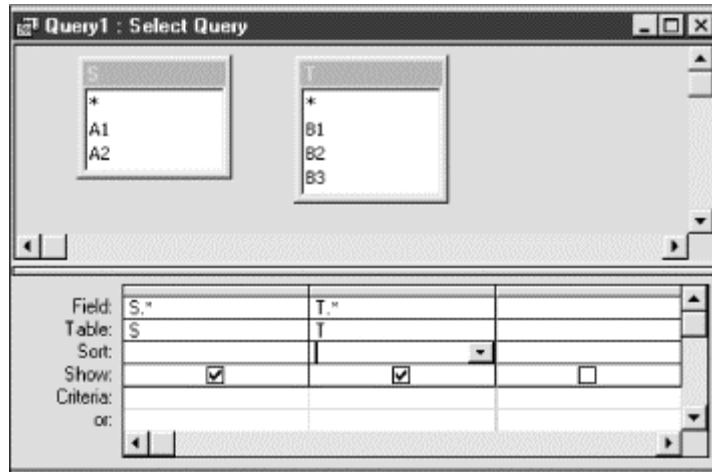 Query1 : Select Query
S T
* *
A1 B1
A2 B2
B3
Field: S.* T.*
Table: S T
Sort:
Show:
Criteria:
or: